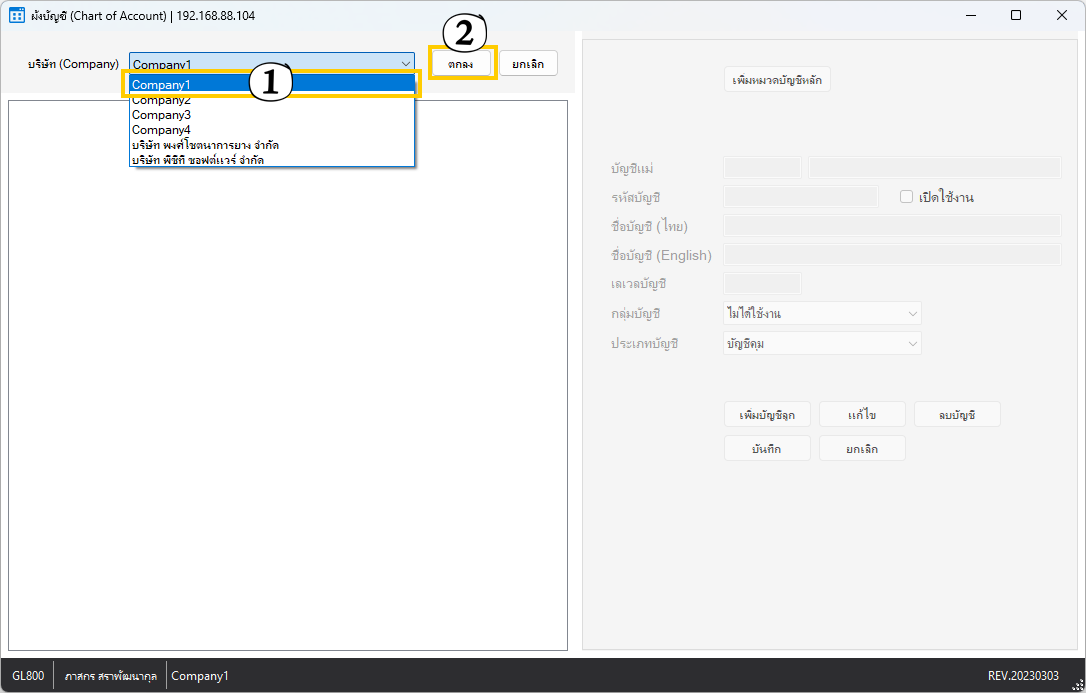 ผังบัญชี (Chart of Account) | 192.168.88.104
2
บริษัท (Company) Company1 ตกลง ยกเลิก
1
Company1
Company2
Company3
Company4
บริษัท พงศ์โชตนาการยาง จำกัด
บริษัท พีซีที ซอฟต์แวร์ จำกัด
เพิ่มหมวดบัญชีหลัก
บัญชีแม่
รหัสบัญชี เปิดใช้งาน
ชื่อบัญชี (ไทย)
ชื่อบัญชี (English)
เลเวลบัญชี
กลุ่มบัญชี ไม่ได้ใช้งาน
ประเภทบัญชี บัญชีคุม
เพิ่มบัญชีลูก แก้ไข ลบบัญชี
บันทึก ยกเลิก
GL800 ภาสกร สราพัฒนากุล Company1 REV.20230303